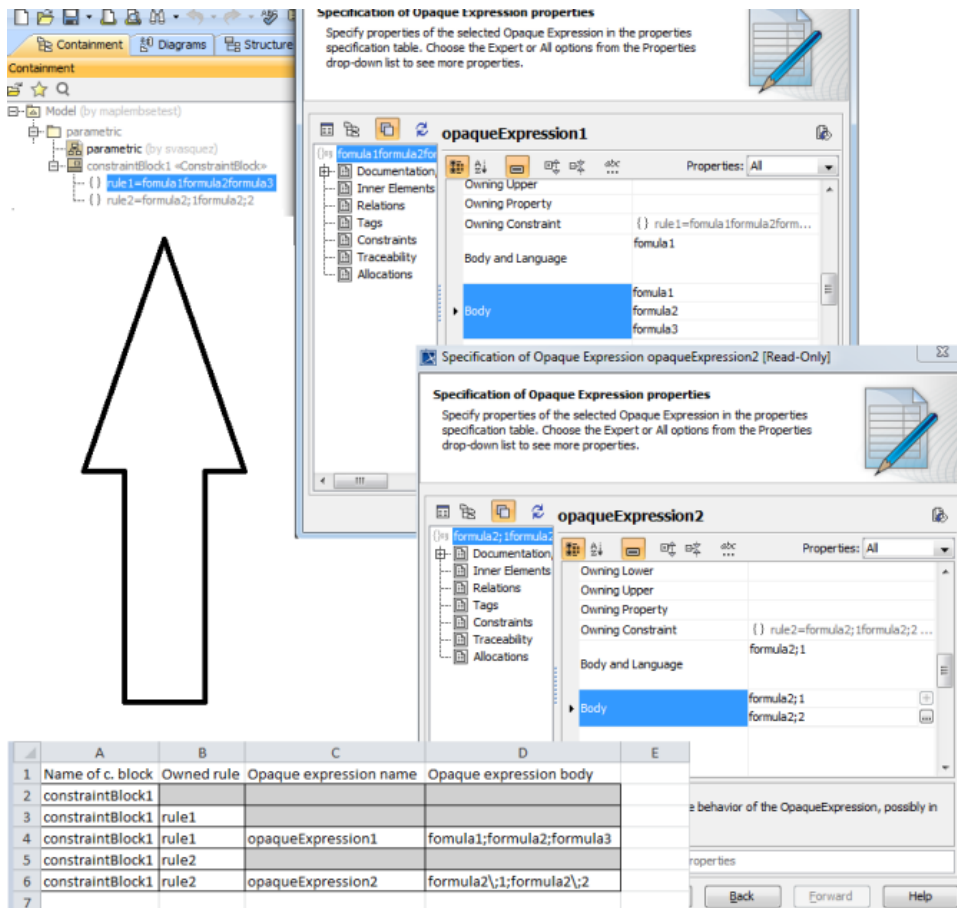 Containment
Diagrams
Structure
Containment
Model (by maplembsetest)
parametric
parametric (by svasquez)
constraintBlock1 «ConstraintBlock»
{ } rule1=fomula1formula2formula3
{ } rule2=formula2;1formula2;2
Specification of Opaque Expression properties
Specify properties of the selected Opaque Expression in the properties
specification table. Choose the Expert or All options from the Properties
drop-down list to see more properties.
opaqueExpression1
fomula1formula2for
Documentation,
Inner Elements
Relations
Tags
Constraints
Traceability
Allocations
Properties: All
Owning Upper
Owning Property
Owning Constraint
{ } rule1=fomula1formula2form...
Body and Language
fomula1
Body
fomula1
formula2
formula3
Specification of Opaque Expression opaqueExpression2 [Read-Only]
Specification of Opaque Expression properties
Specify properties of the selected Opaque Expression in the properties
specification table. Choose the Expert or All options from the Properties
drop-down list to see more properties.
opaqueExpression2
formula2;1formula2
Documentation,
Inner Elements
Relations
Tags
Constraints
Traceability
Allocations
abc
...
Properties: All
Owning Lower
Owning Upper
Owning Property
Owning Constraint
{ } rule2=formula2;1formula2;2 ...
Body and Language
formula2;1
Body
formula2;1
formula2;2
e behavior of the OpaqueExpression, possibly in
roperties
Back
Forward
Help
A B C D E
1 Name of c. block Owned rule Opaque expression name Opaque expression body
2 constraintBlock1
3 constraintBlock1 rule1
4 constraintBlock1 rule1 opaqueExpression1 fomula1;formula2;formula3
5 constraintBlock1 rule2
6 constraintBlock1 rule2 opaqueExpression2 formula2\;1;formula2\;2
7